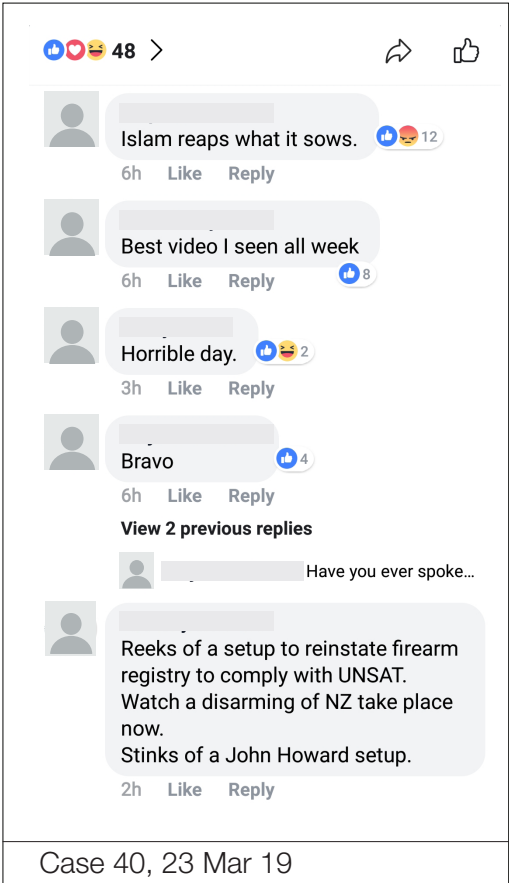 48
Islam reaps what it sows.
12
6h Like Reply
Best video I seen all week
8
6h Like Reply
Horrible day.
2
3h Like Reply
Bravo
4
6h Like Reply
View 2 previous replies
Have you ever spoke...
Reeks of a setup to reinstate firearm
registry to comply with UNSAT.
Watch a disarming of NZ take place
now.
Stinks of a John Howard setup.
2h Like Reply
Case 40, 23 Mar 19